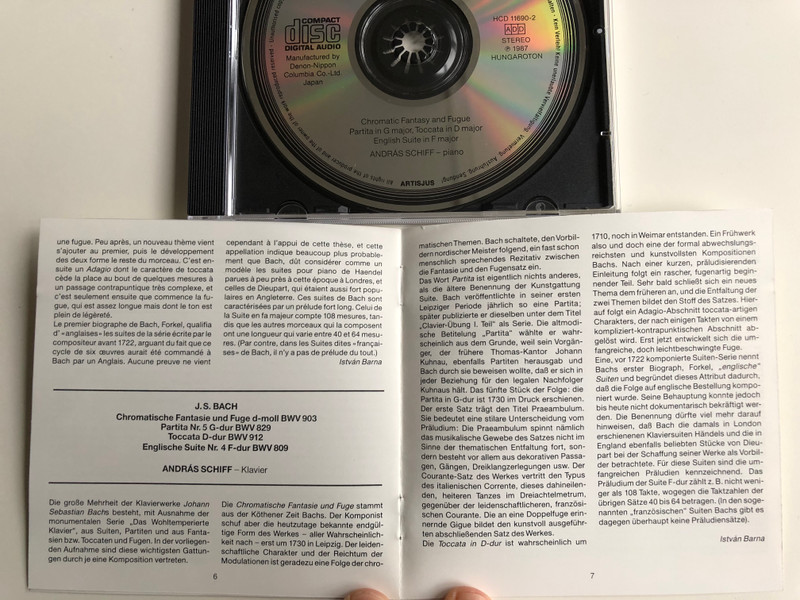 COMPACT
disc
DIGITAL AUDIO
Manufactured by
Denon-Nippon
Columbia Co.-Ltd.
Japan
HCD 11690-2
ADD
STEREO
℗ 1987
HUNGAROTON
Chromatic Fantasy and Fugue
Partita in G major, Toccata in D major
English Suite in F major
ANDRÁS SCHIFF – piano
ARTISJUS
All rights of the producer and of the owner of the work reproduced reserved
une fugue. Peu après, un nouveau thème vient
s'ajouter au premier, puis le développement
des deux forme le reste du morceau. C'est en-
suite un Adagio dont le caractère de toccata
cède la place au bout de quelques mesures à
un passage contrapuntique très complexe, et
c'est seulement ensuite que commence la fu-
gue, qui est assez longue mais dont le ton est
plein de légèreté.
Le premier biographe de Bach, Forkel, qualifia
d'«anglaises» les suites de la série écrite par le
compositeur avant 1722, arguant du fait que ce
cycle de six œuvres aurait été commandé à
Bach par un Anglais. Aucune preuve ne vient
cependant à l'appui de cette thèse, et cette
appellation indique beaucoup plus probable-
ment que Bach, dût considérer comme un
modèle les suites pour piano de Haendel
parues à peu près à cette époque à Londres, et
celles de Dieupart, qui étaient aussi fort popu-
laires en Angleterre. Ces suites de Bach sont
caractérisées par un prélude fort long. Celui de
la Suite en fa majeur compte 108 mesures, tan-
dis que les autres morceaux qui la composent
ont une longueur qui varie entre 40 et 64 mesu-
res. (Par contre, dans les Suites dites «françai-
ses» de Bach, il n'y a pas de prélude du tout.)
István Barna
J. S. BACH
Chromatische Fantasie und Fuge d-moll BWV 903
Partita Nr. 5 G-dur BWV 829
Toccata D-dur BWV 912
Englische Suite Nr. 4 F-dur BWV 809
ANDRÁS SCHIFF – Klavier
Die große Mehrheit der Klavierwerke Johann
Sebastian Bachs besteht, mit Ausnahme der
monumentalen Serie „Das Wohltemperierte
Klavier", aus Suiten, Partiten und aus Fanta-
sien bzw. Toccaten und Fugen. In der vorliegen-
den Aufnahme sind diese wichtigsten Gattun-
gen durch je eine Komposition vertreten.
Die Chromatische Fantasie und Fuge stammt
aus der Köthener Zeit Bachs. Der Komponist
schuf aber die heutzutage bekannte endgül-
tige Form des Werkes – aller Wahrscheinlich-
keit nach – erst um 1730 in Leipzig. Der leiden-
schaftliche Charakter und der Reichtum der
Modulationen ist geradezu eine Folge der chro-
6
matischen Themen. Bach schaltete, den Vorbil-
dern nordischer Meister folgend, ein fast schon
menschlich sprechendes Rezitativ zwischen
die Fantasie und den Fugensatz ein.
Das Wort Partita ist eigentlich nichts anderes,
als die ältere Benennung der Kunstgattung
Suite. Bach veröffentlichte in seiner ersten
Leipziger Periode jährlich so eine Partita;
später publizierte er dieselben unter dem Titel
„Clavier-Übung I. Teil" als Serie. Die altmodi-
sche Betitelung „Partita" wählte er wahr-
scheinlich aus dem Grunde, weil sein Vorgän-
ger, der frühere Thomas-Kantor Johann
Kuhnau, ebenfalls Partiten herausgab und
Bach durch sie beweisen wollte, daß er sich in
jeder Beziehung für den legalen Nachfolger
Kuhnaus hält. Das fünfte Stück der Folge: die
Partita in G-dur ist 1730 im Druck erschienen.
Der erste Satz trägt den Titel Praeambulum.
Sie bedeutet eine stilare Unterscheidung vom
Präludium: Die Praeambulum spinnt nämlich
das musikalische Gewebe des Satzes nicht im
Sinne der thematischen Entfaltung fort, son-
dern besteht vor allem aus dekorativen Passa-
gen, Gängen, Dreiklangzerlegungen usw. Der
Courante-Satz des Werkes vertritt den Typus
des italienischen Corrente, dieses dahineilen-
den, heiteren Tanzes im Dreiachtelmetrum,
gegenüber der leidenschaftlicheren, französi-
schen Courante. Die an eine Doppelfuge erin-
nernde Gigue bildet den kunstvoll ausgeführ-
ten abschließenden Satz des Werkes.
Die Toccata in D-dur ist wahrscheinlich um
1710, noch in Weimar entstanden. Ein Frühwerk
also und doch eine der formal abwechslungs-
reichsten und kunstvollsten Kompositionen
Bachs. Nach einer kurzen, präludisierenden
Einleitung folgt ein rascher, fugenartig begin-
nender Teil. Sehr bald schließt sich ein neues
Thema dem früheren an, und die Entfaltung der
zwei Themen bildet den Stoff des Satzes. Hier-
auf folgt ein Adagio-Abschnitt toccata-artigen
Charakters, der nach einigen Takten von einem
kompliziert-kontrapunktischen Abschnitt ab-
gelöst wird. Erst jetzt entwickelt sich die um-
fangreiche, doch leichtbeschwingte Fuge.
Eine, vor 1722 komponierte Suiten-Serie nennt
Bachs erster Biograph, Forkel, „englische"
Suiten und begründet dieses Attribut dadurch,
daß die Folge auf englische Bestellung kompo-
niert wurde. Seine Behauptung konnte jedoch
bis heute nicht dokumentarisch bekräftigt wer-
den. Die Benennung dürfte viel mehr darauf
hinweisen, daß Bach die damals in London
erschienenen Klaviersuiten Händels und die in
England ebenfalls beliebten Stücke von Dieu-
part bei der Schaffung seiner Werke als Vorbil-
der betrachtete. Für diese Suiten sind die um-
fangreichen Präludien kennzeichnend. Das
Präludium der Suite F-dur zählt z. B. nicht weni-
ger als 108 Takte, wogegen die Taktzahlen der
übrigen Sätze 40 bis 64 betragen. (In den soge-
nannten „französischen" Suiten Bachs gibt es
dagegen überhaupt keine Präludiensätze).
István Barna
7